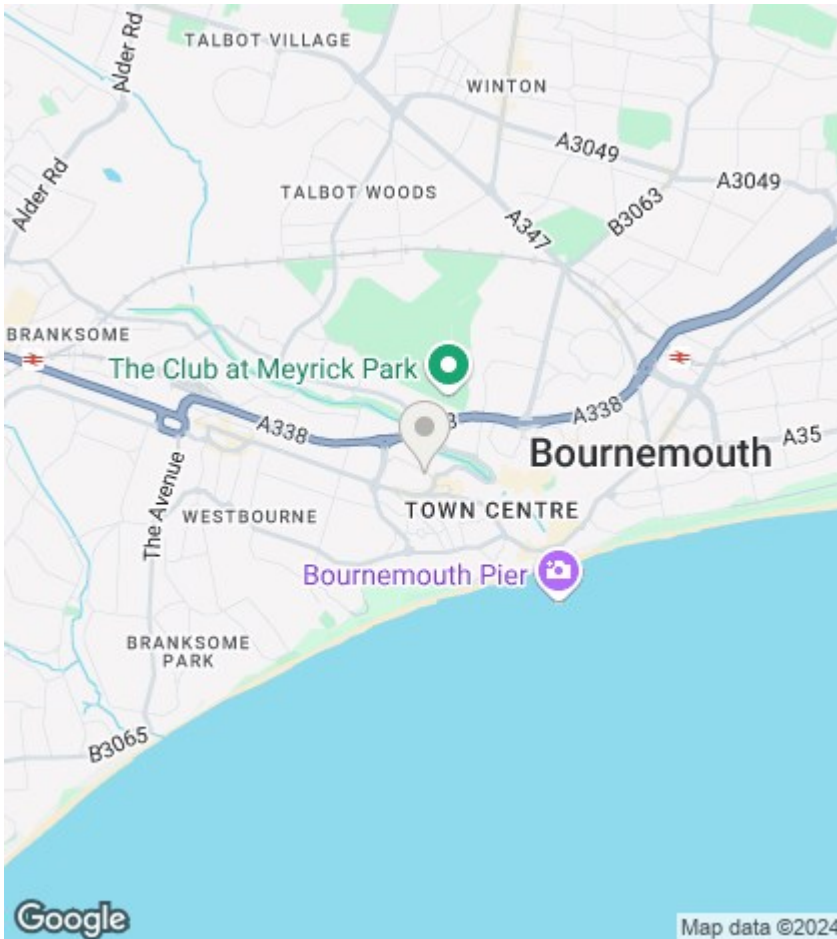 Alder Rd
TALBOT VILLAGE
WINTON
A3049
Alder Rd
TALBOT WOODS
A3049
A347
B3063
BRANKSOME
The Club at Meyrick Park
A338
A338
Bournemouth
A35
The Avenue
WESTBOURNE
TOWN CENTRE
Bournemouth Pier
BRANKSOME
PARK
B3065
Google
Map data ©2024